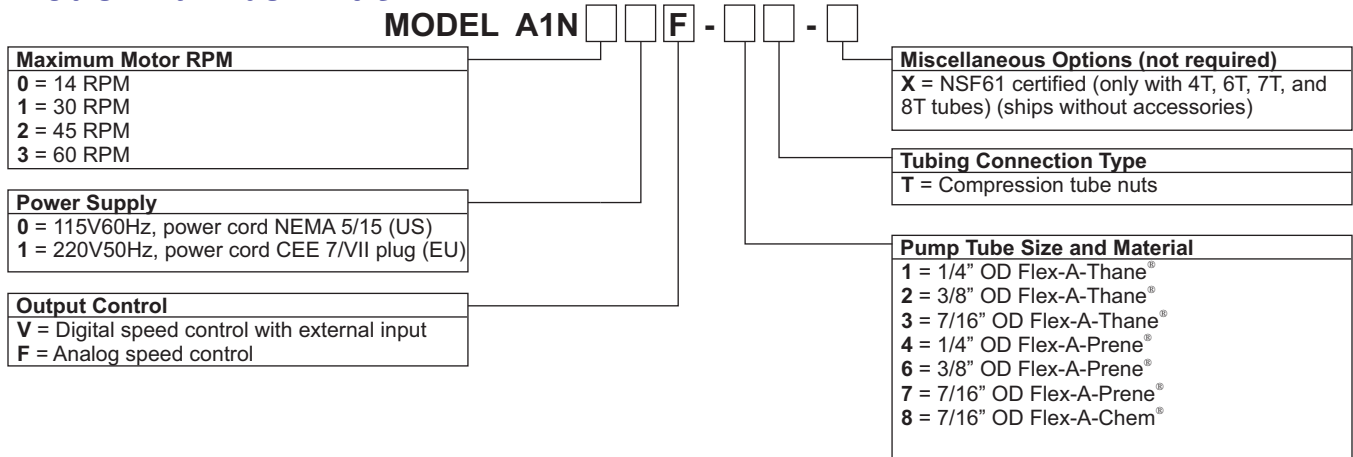 MODEL A1N F - -
Maximum Motor RPM
0 = 14 RPM
1 = 30 RPM
2 = 45 RPM
3 = 60 RPM
Power Supply
0 = 115V60Hz, power cord NEMA 5/15 (US)
1 = 220V50Hz, power cord CEE 7/VII plug (EU)
Output Control
V = Digital speed control with external input
F = Analog speed control
Miscellaneous Options (not required)
X = NSF61 certified (only with 4T, 6T, 7T, and
8T tubes) (ships without accessories)
Tubing Connection Type
T = Compression tube nuts
Pump Tube Size and Material
1 = 1/4” OD Flex-A-Thane®
2 = 3/8” OD Flex-A-Thane®
3 = 7/16” OD Flex-A-Thane®
4 = 1/4” OD Flex-A-Prene®
6 = 3/8” OD Flex-A-Prene®
7 = 7/16” OD Flex-A-Prene®
8 = 7/16” OD Flex-A-Chem®